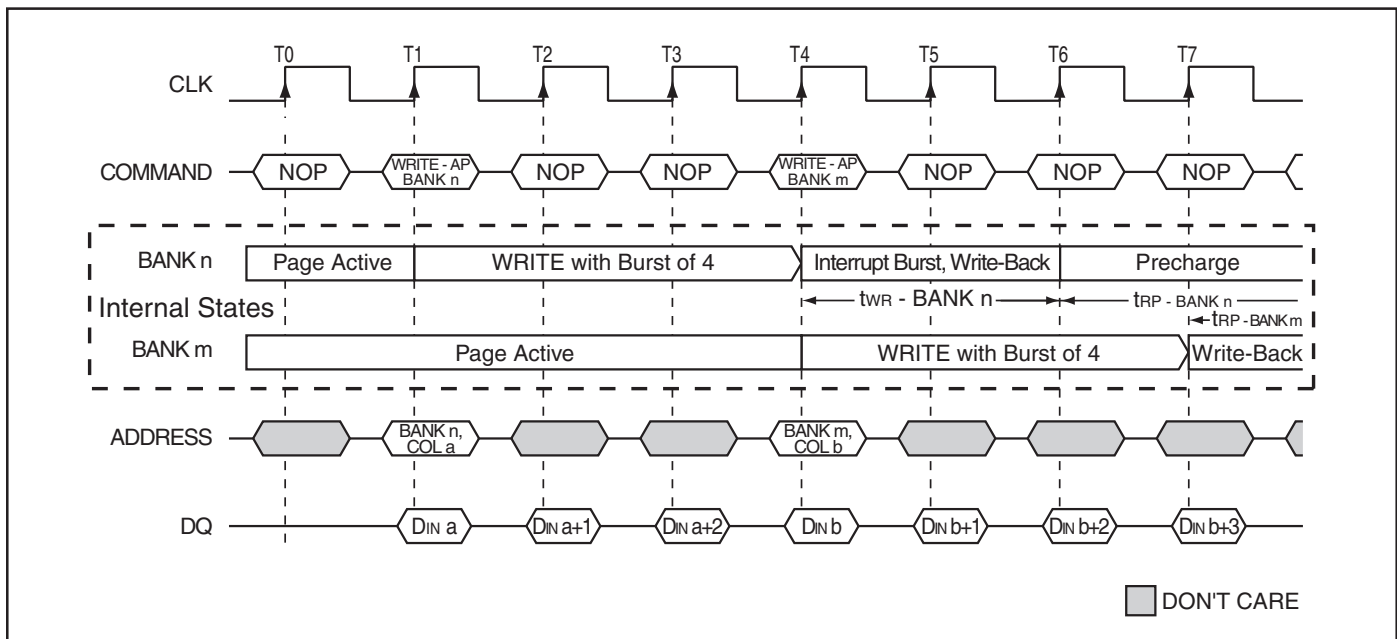 T0 T1 T2 T3 T4 T5 T6 T7
CLK
COMMAND NOP WRITE - AP BANK n NOP NOP WRITE - AP BANK m NOP NOP NOP
BANK n Page Active WRITE with Burst of 4 Interrupt Burst, Write-Back Precharge
Internal States tWR - BANK n tRP - BANK n
tRP - BANK m
BANK m Page Active WRITE with Burst of 4 Write-Back
ADDRESS BANK n, COL a BANK m, COL b
DQ DIN a DIN a+1 DIN a+2 DIN b DIN b+1 DIN b+2 DIN b+3
DON'T CARE